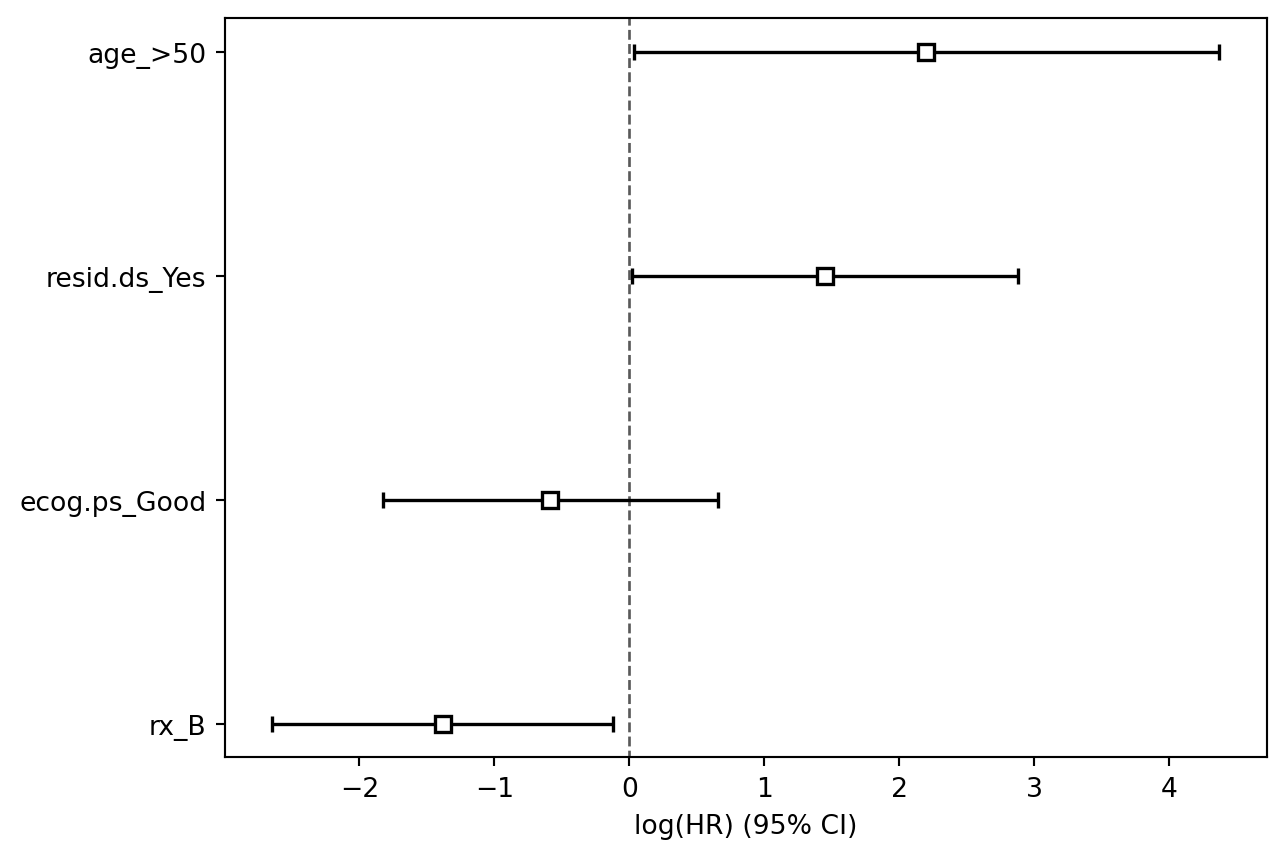 age_>50
resid.ds_Yes
ecog.ps_Good
rx_B
−2 −1 0 1 2 3 4
log(HR) (95% CI)